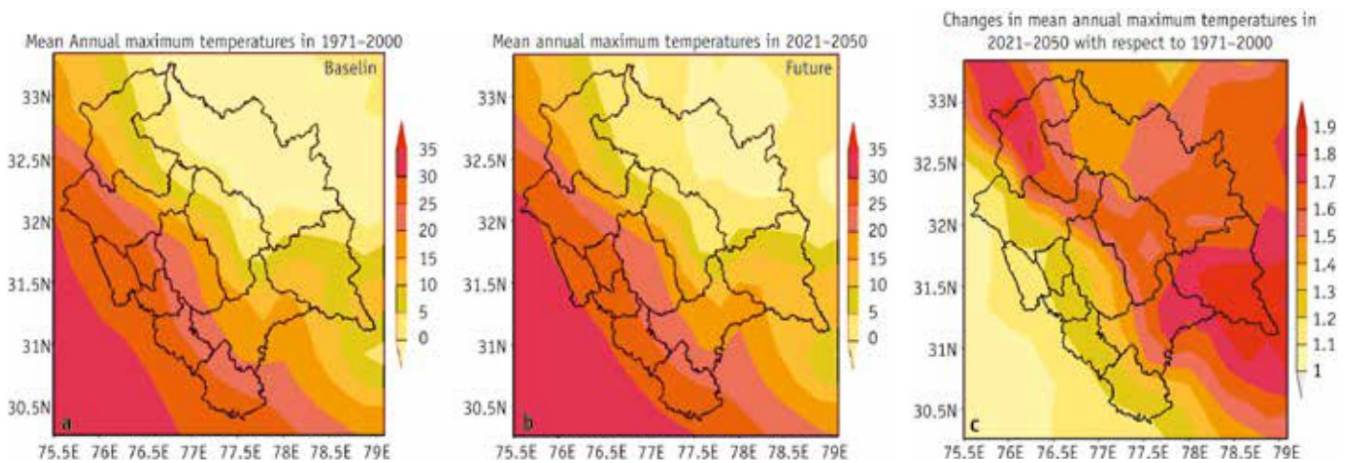 Mean Annual maximum temperatures in 1971–2000
Baselin
33N
32.5N
32N
31.5N
31N
30.5N
75.5E 76E 76.5E 77E 77.5E 78E 78.5E 79E
35
30
25
20
15
10
5
0
a
Mean annual maximum temperatures in 2021–2050
Future
33N
32.5N
32N
31.5N
31N
30.5N
75.5E 76E 76.5E 77E 77.5E 78E 78.5E 79E
35
30
25
20
15
10
5
0
b
Changes in mean annual maximum temperatures in
2021–2050 with respect to 1971–2000
33N
32.5N
32N
31.5N
31N
30.5N
75.5E 76E 76.5E 77E 77.5E 78E 78.5E 79E
1.9
1.8
1.7
1.6
1.5
1.4
1.3
1.2
1.1
1
c